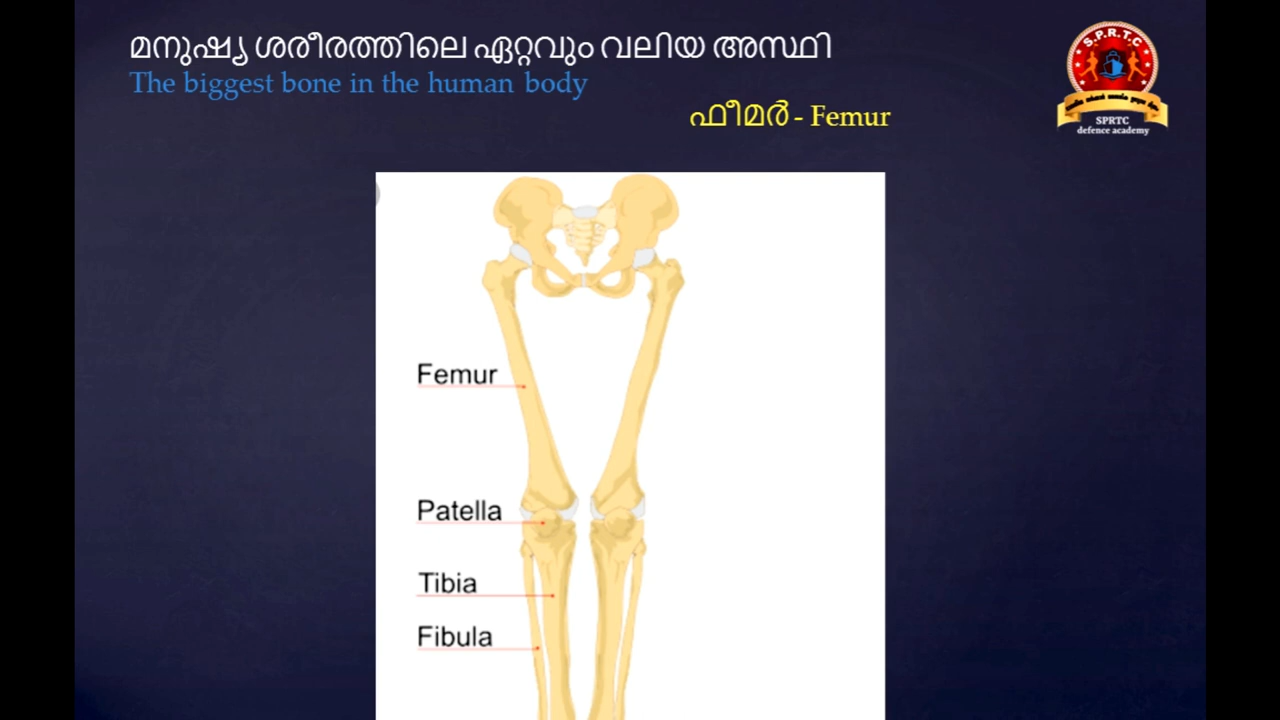 മനുഷ്യ ശരീരത്തിലെ ഏറ്റവും വലിയ അസ്ഥി
The biggest bone in the human body
ഫീമർ - Femur
S.P.R.T.C
SPRTC
defence academy
Femur
Patella
Tibia
Fibula